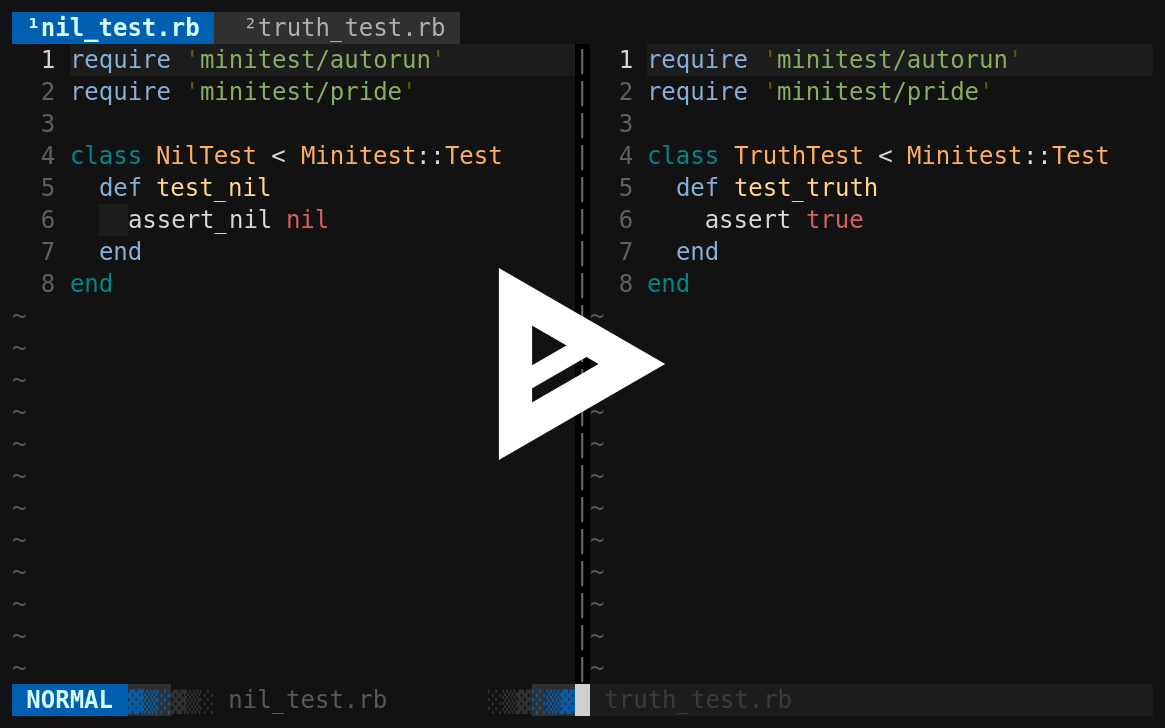 ¹nil_test.rb ²truth_test.rb
1 require 'minitest/autorun'
2 require 'minitest/pride'
3
4 class NilTest < Minitest::Test
5   def test_nil
6     assert_nil nil
7   end
8 end
~
~
~
~
~
~
~
~
~
~
~
~
NORMAL nil_test.rb
1 require 'minitest/autorun'
2 require 'minitest/pride'
3
4 class TruthTest < Minitest::Test
5   def test_truth
6     assert true
7   end
8 end
~
~
~
~
~
~
~
~
~
~
~
truth_test.rb